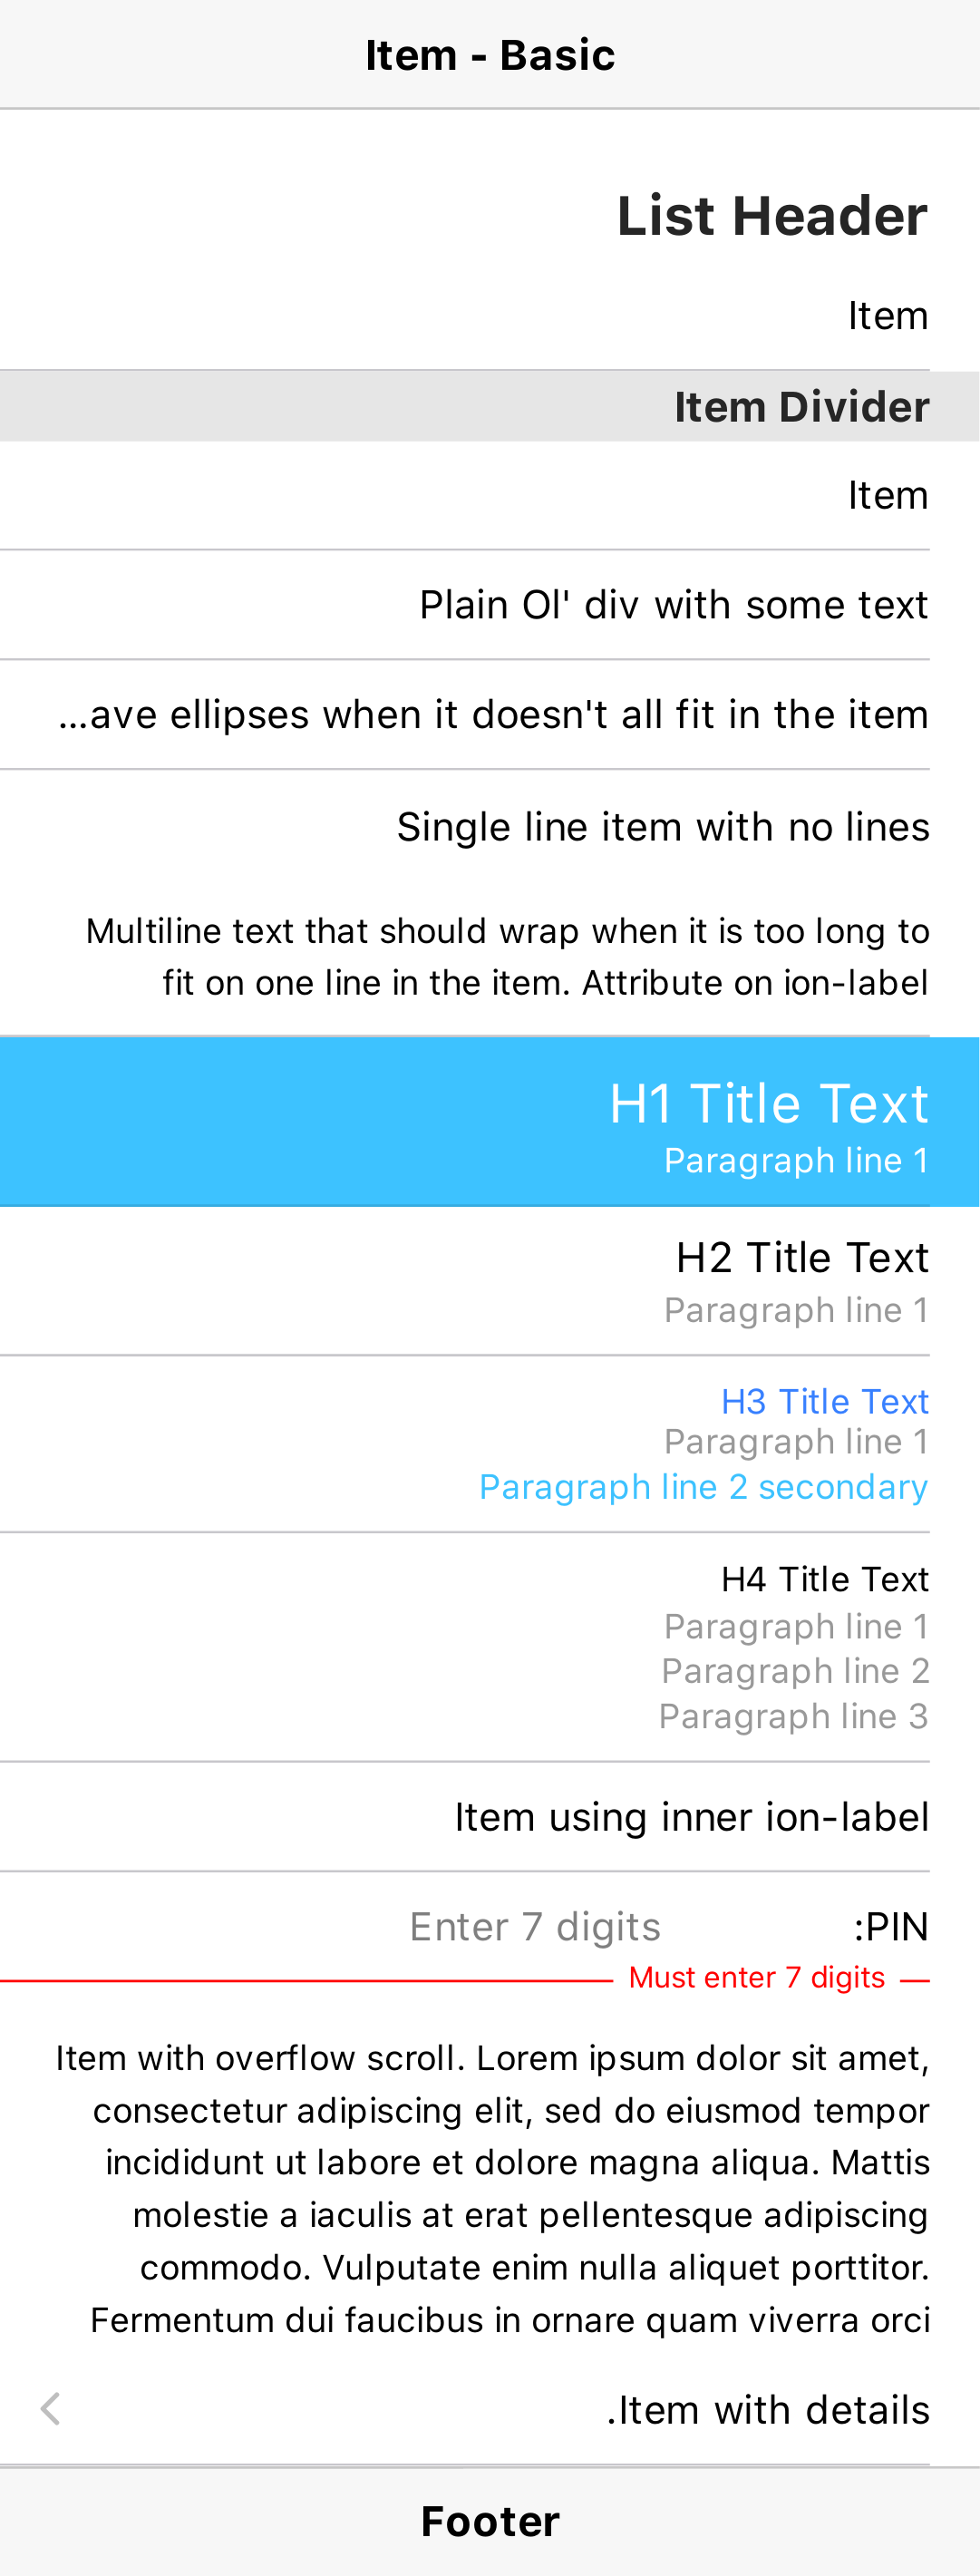 Item - Basic
List Header
Item
Item Divider
Item
Plain Ol' div with some text
...ave ellipses when it doesn't all fit in the item
Single line item with no lines
Multiline text that should wrap when it is too long to
fit on one line in the item. Attribute on ion-label
H1 Title Text
Paragraph line 1
H2 Title Text
Paragraph line 1
H3 Title Text
Paragraph line 1
Paragraph line 2 secondary
H4 Title Text
Paragraph line 1
Paragraph line 2
Paragraph line 3
Item using inner ion-label
:PIN Enter 7 digits
Must enter 7 digits
Item with overflow scroll. Lorem ipsum dolor sit amet,
consectetur adipiscing elit, sed do eiusmod tempor
incididunt ut labore et dolore magna aliqua. Mattis
molestie a iaculis at erat pellentesque adipiscing
commodo. Vulputate enim nulla aliquet porttitor.
Fermentum dui faucibus in ornare quam viverra orci
.Item with details
Footer